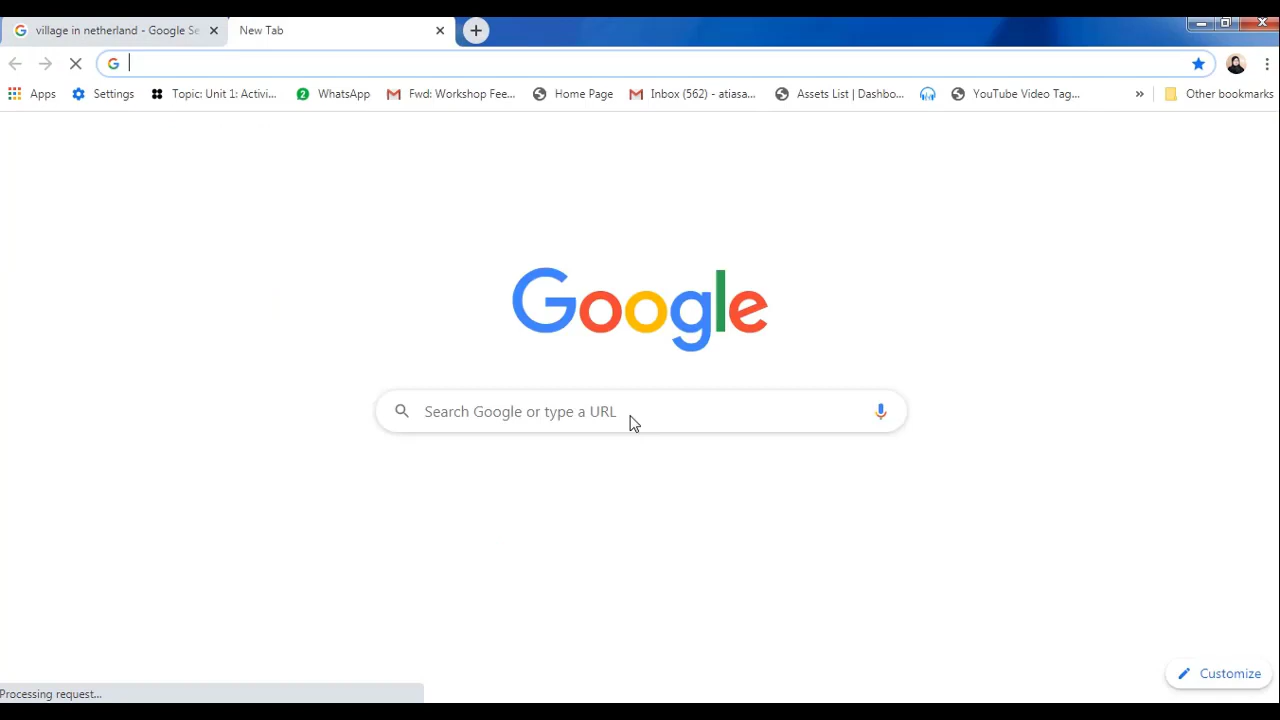 village in netherland - Google Se
New Tab
Apps Settings Topic: Unit 1: Activi... 2 WhatsApp Fwd: Workshop Fee... Home Page Inbox (562) - atiasa... Assets List | Dashbo... YouTube Video Tag... » Other bookmarks
Google
Search Google or type a URL
Customize
Processing request...